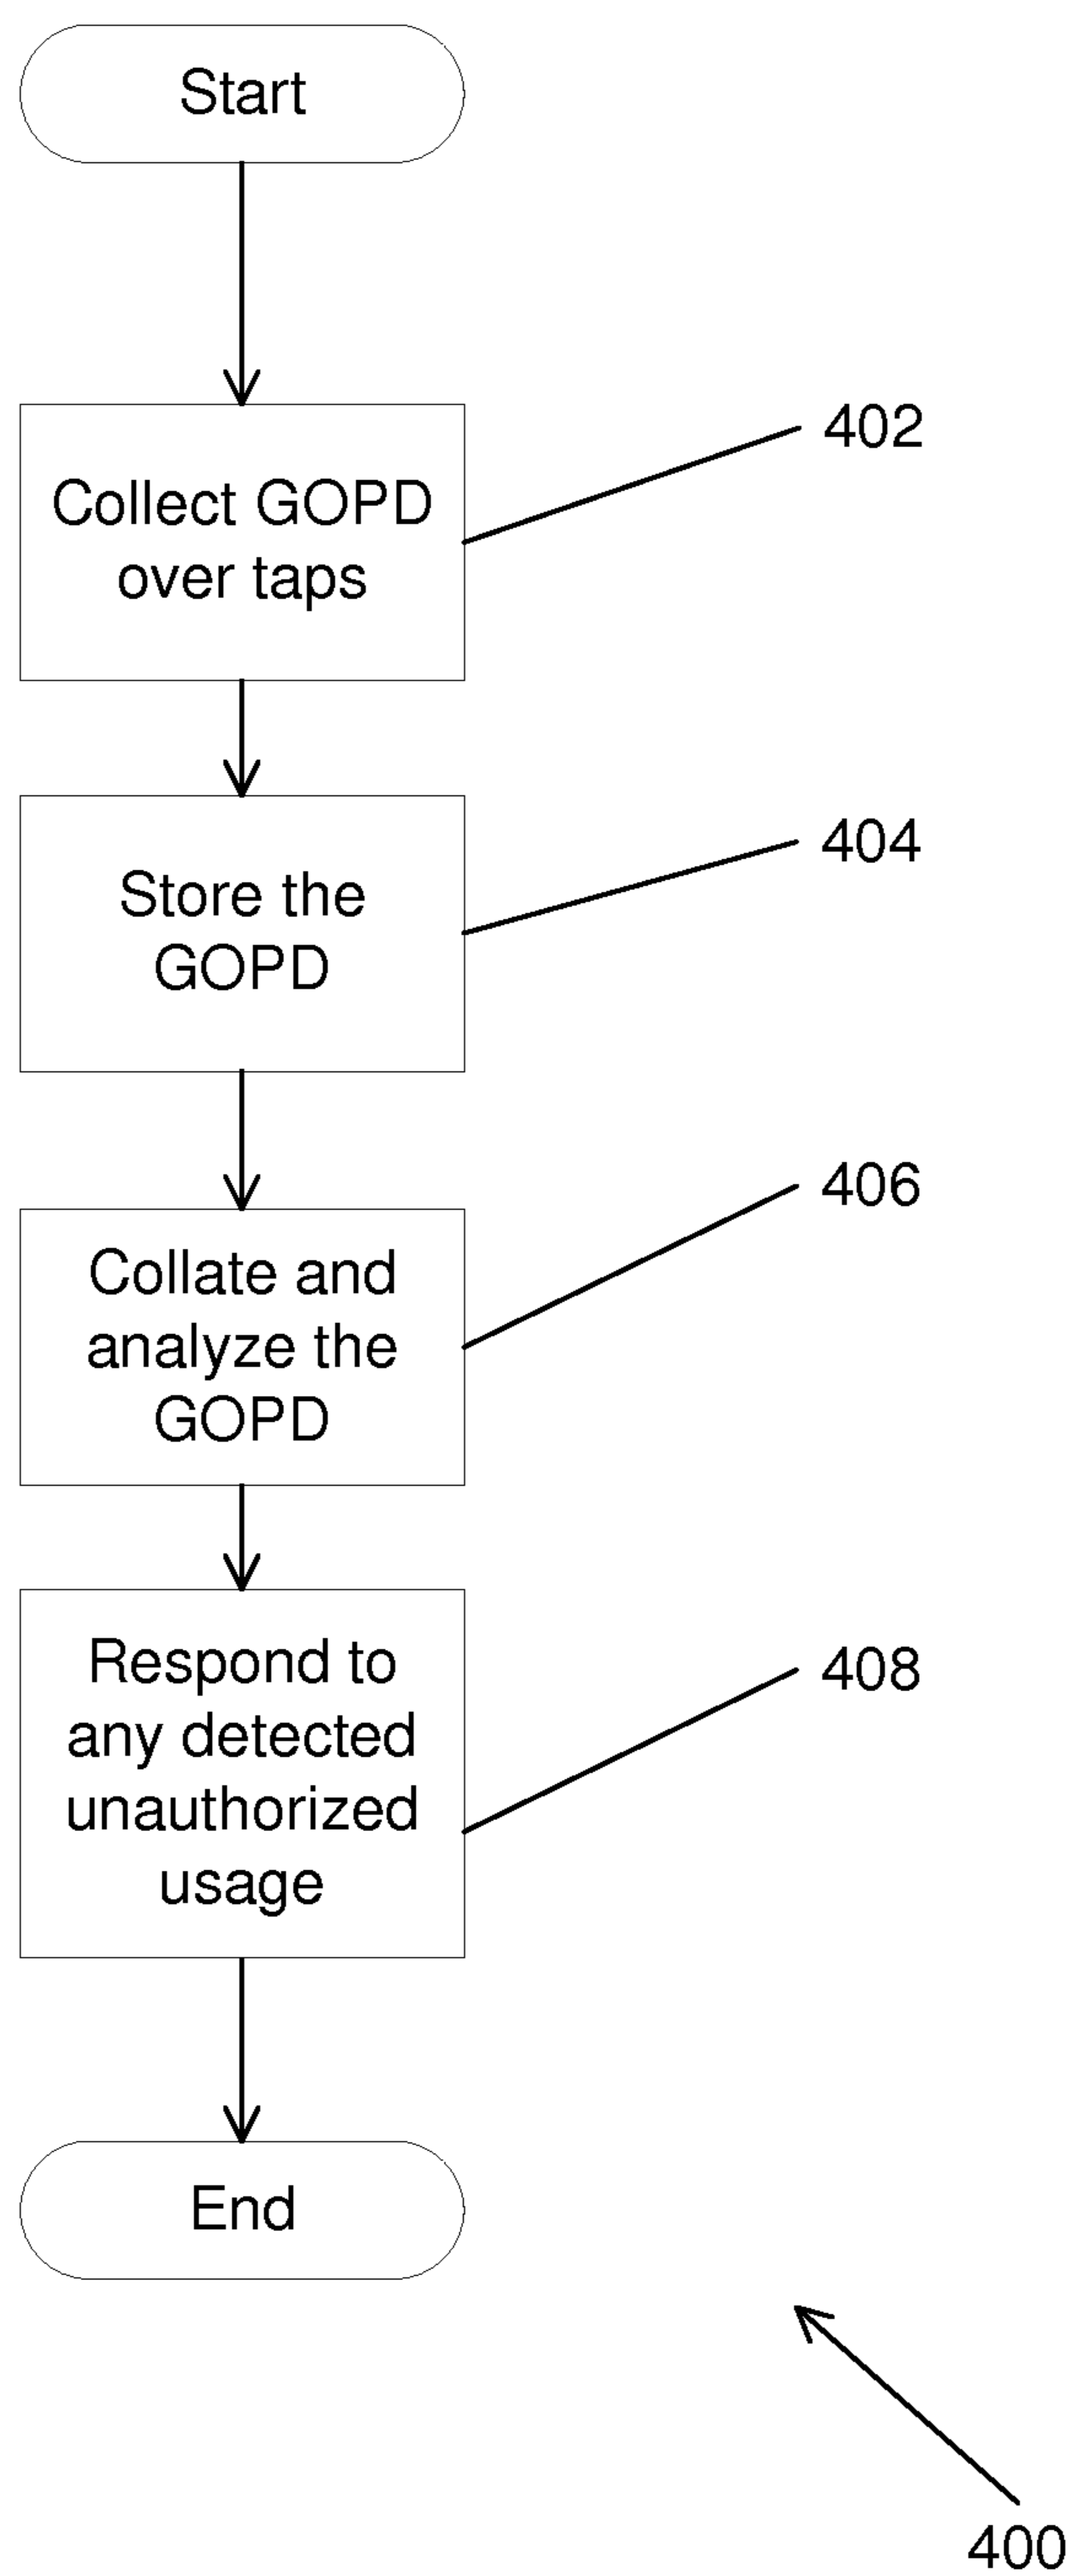 Start
402
Collect GOPD
over taps
404
Store the
GOPD
406
Collate and
analyze the
GOPD
408
Respond to
any detected
unauthorized
usage
End
400